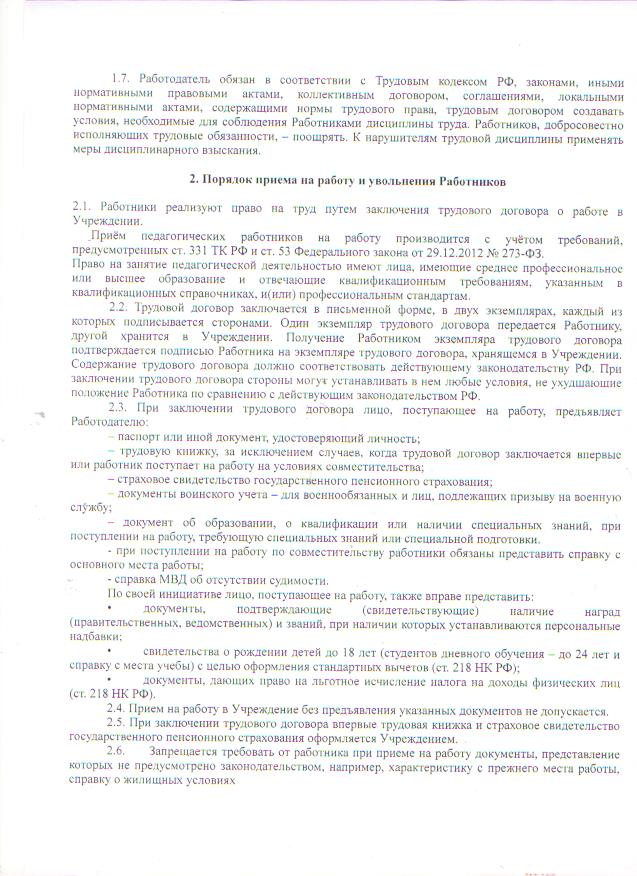 1.7. Работодатель обязан в соответствии с Трудовым кодексом РФ, законами, иными
нормативными правовыми актами, коллективным договором, соглашениями, локальными
нормативными актами, содержащими нормы трудового права, трудовым договором создавать
условия, необходимые для соблюдения Работниками дисциплины труда. Работников, добросовестно
исполняющих трудовые обязанности, – поощрять. К нарушителям трудовой дисциплины применять
меры дисциплинарного взыскания.
2. Порядок приема на работу и увольнения Работников
2.1. Работники реализуют право на труд путем заключения трудового договора о работе в
Учреждении.
Приём педагогических работников на работу производится с учётом требований,
предусмотренных ст. 331 ТК РФ и ст. 53 Федерального закона от 29.12.2012 № 273-ФЗ.
Право на занятие педагогической деятельностью имеют лица, имеющие среднее профессиональное
или высшее образование и отвечающие квалификационным требованиям, указанным в
квалификационных справочниках, и(или) профессиональным стандартам.
2.2. Трудовой договор заключается в письменной форме, в двух экземплярах, каждый из
которых подписывается сторонами. Один экземпляр трудового договора передается Работнику,
другой хранится в Учреждении. Получение Работником экземпляра трудового договора
подтверждается подписью Работника на экземпляре трудового договора, хранящемся в Учреждении.
Содержание трудового договора должно соответствовать действующему законодательству РФ. При
заключении трудового договора стороны могут устанавливать в нем любые условия, не ухудшающие
положение Работника по сравнению с действующим законодательством РФ.
2.3. При заключении трудового договора лицо, поступающее на работу, предъявляет
Работодателю:
– паспорт или иной документ, удостоверяющий личность;
– трудовую книжку, за исключением случаев, когда трудовой договор заключается впервые
или работник поступает на работу на условиях совместительства;
– страховое свидетельство государственного пенсионного страхования;
– документы воинского учета – для военнообязанных и лиц, подлежащих призыву на военную
службу;
– документ об образовании, о квалификации или наличии специальных знаний, при
поступлении на работу, требующую специальных знаний или специальной подготовки.
- при поступлении на работу по совместительству работники обязаны представить справку с
основного места работы;
- справка МВД об отсутствии судимости.
По своей инициативе лицо, поступающее на работу, также вправе представить:
• документы, подтверждающие (свидетельствующие) наличие наград
(правительственных, ведомственных) и званий, при наличии которых устанавливаются персональные
надбавки;
• свидетельства о рождении детей до 18 лет (студентов дневного обучения – до 24 лет и
справку с места учебы) с целью оформления стандартных вычетов (ст. 218 НК РФ);
• документы, дающих право на льготное исчисление налога на доходы физических лиц
(ст. 218 НК РФ).
2.4. Прием на работу в Учреждение без предъявления указанных документов не допускается.
2.5. При заключении трудового договора впервые трудовая книжка и страховое свидетельство
государственного пенсионного страхования оформляется Учреждением.
2.6. Запрещается требовать от работника при приеме на работу документы, представление
которых не предусмотрено законодательством, например, характеристику с прежнего места работы,
справку о жилищных условиях